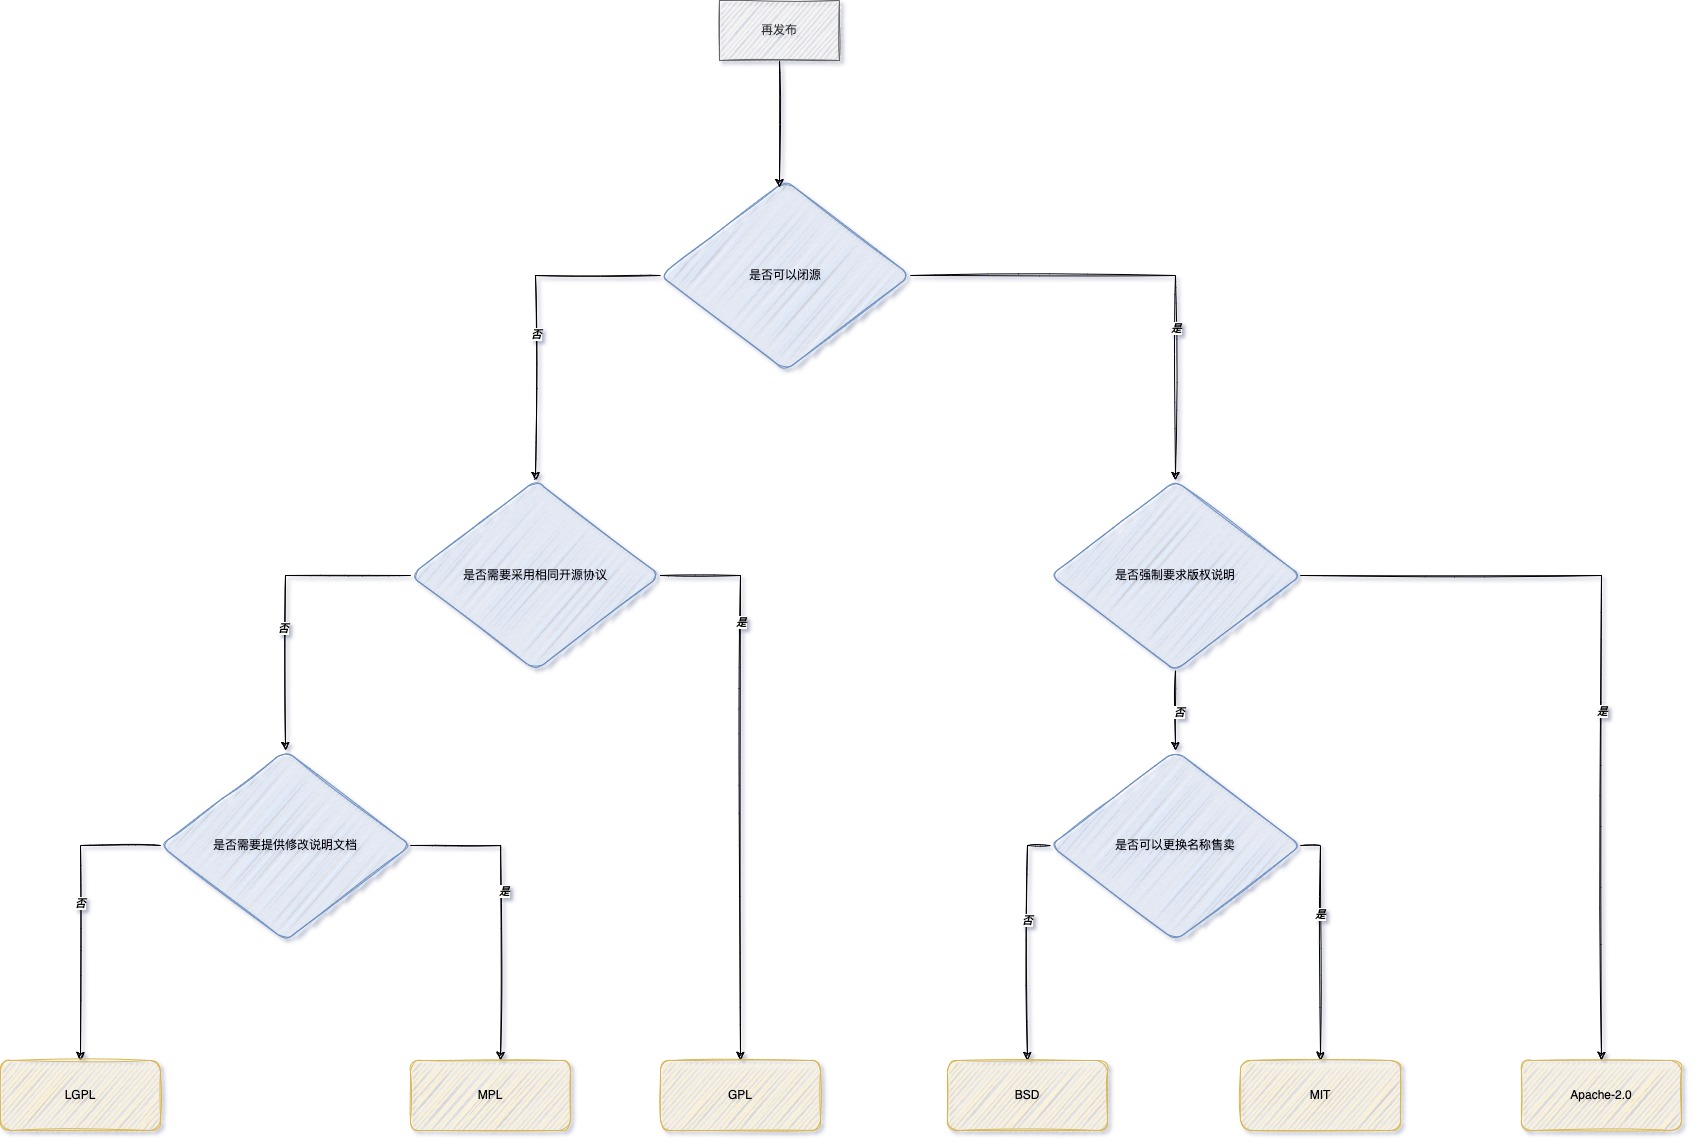 再发布
是否可以闭源
否
是
是否需要采用相同开源协议
是否强制要求版权说明
否
是
否
是
是否需要提供修改说明文档
是否可以更换名称售卖
否
是
否
是
LGPL
MPL
GPL
BSD
MIT
Apache-2.0